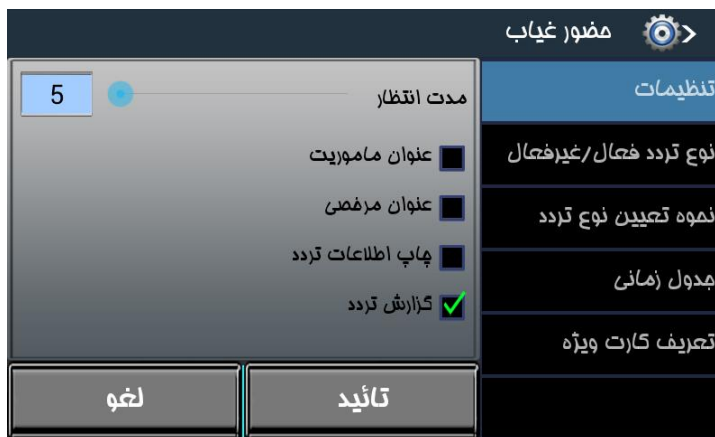 حضور غیاب
تنظیمات
نوع تردد فعال/غیرفعال
نحوه تعیین نوع تردد
جدول زمانی
تعریف کارت ویژه
مدت انتظار 5
عنوان ماموریت
عنوان مرخصی
چاپ اطلاعات تردد
گزارش تردد
تائید
لغو